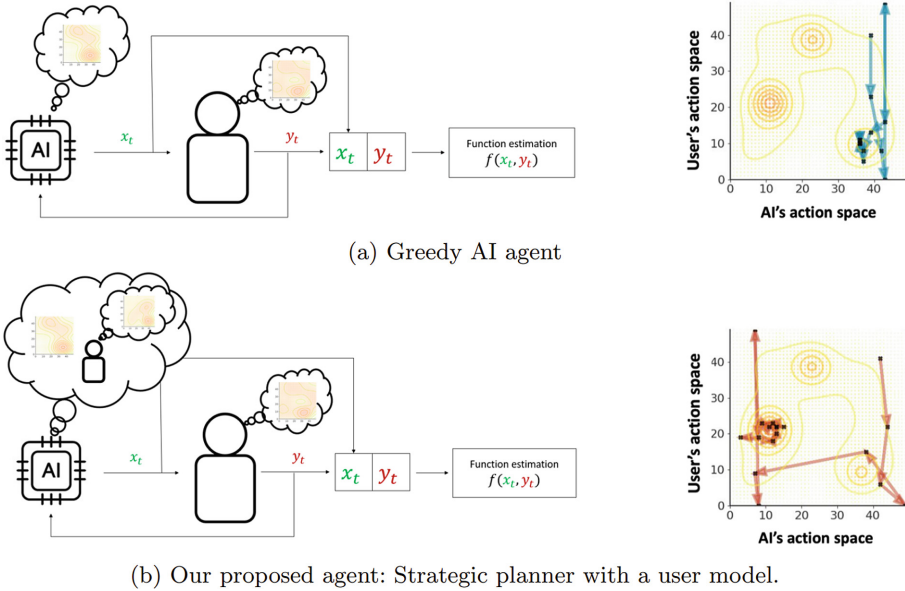 AI
x_t
y_t
x_t y_t
Function estimation
f(x_t, y_t)
User's action space
40
30
20
10
0
0 10 20 30 40
AI's action space
(a) Greedy AI agent
AI
x_t
y_t
x_t y_t
Function estimation
f(x_t, y_t)
User's action space
40
30
20
10
0
0 10 20 30 40
AI's action space
(b) Our proposed agent: Strategic planner with a user model.